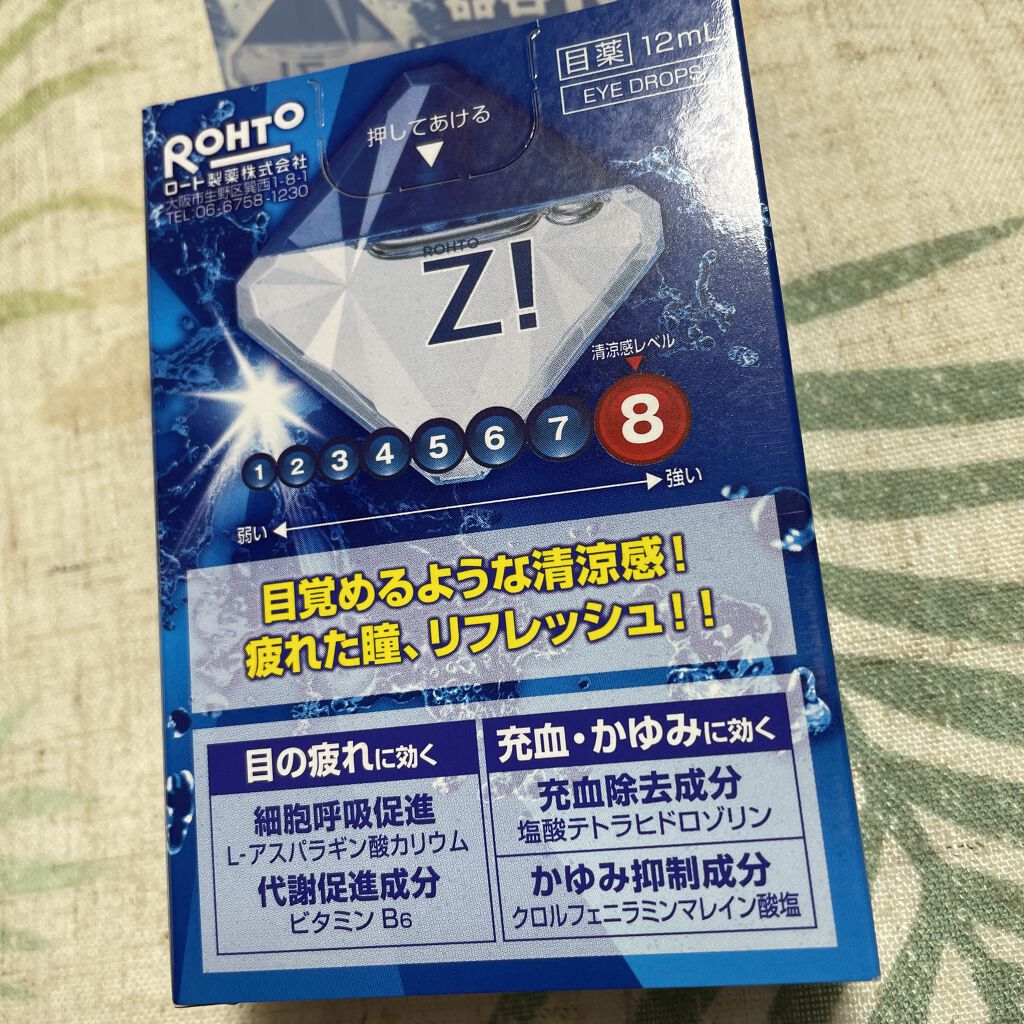 目薬 12mL
EYE DROPS
押してあける
ROHTO
ロート製薬株式会社
大阪市生野区巽西1-8-1
TEL:06-6758-1230
ROHTO
Z!
清涼感レベル
1 2 3 4 5 6 7 8
弱い 強い
目覚めるような清涼感!
疲れた瞳、リフレッシュ!!
目の疲れに効く
細胞呼吸促進
L-アスパラギン酸カリウム
代謝促進成分
ビタミン B6
充血・かゆみに効く
充血除去成分
塩酸テトラヒドロゾリン
かゆみ抑制成分
クロルフェニラミンマレイン酸塩